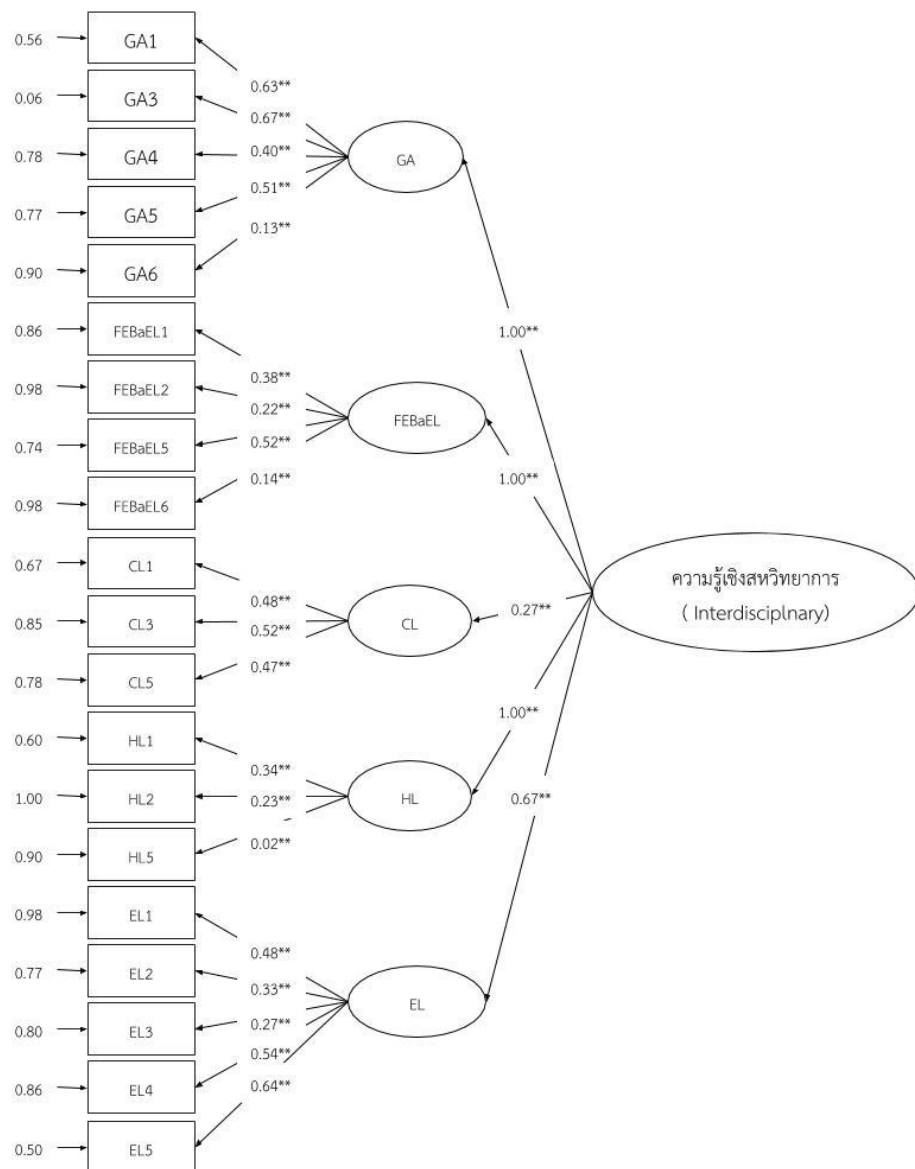 0.56
GA1
0.63**
0.06
GA3
0.67**
GA
0.78
GA4
0.40**
0.77
GA5
0.51**
0.90
GA6
0.13**
1.00**
0.86
FEBaEL1
0.38**
0.98
FEBaEL2
0.22**
FEBaEL
0.74
FEBaEL5
0.52**
0.98
FEBaEL6
0.14**
1.00**
0.67
CL1
0.48**
0.85
CL3
0.52**
CL
0.27**
ความรู้เชิงสหวิทยาการ
( Interdisciplnary)
0.78
CL5
0.47**
0.60
HL1
0.34**
1.00**
1.00
HL2
0.23**
HL
0.67**
0.90
HL5
0.02**
0.98
EL1
0.48**
0.77
EL2
0.33**
EL
0.80
EL3
0.27**
0.86
EL4
0.54**
0.50
EL5
0.64**